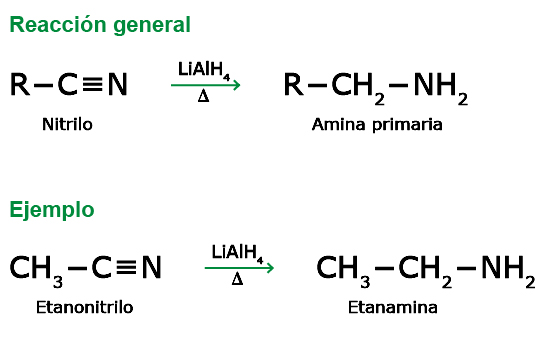 Reacción general
R–C≡N LiAlH₄ Δ → R–CH₂–NH₂
Nitrilo Amina primaria
Ejemplo
CH₃–C≡N LiAlH₄ Δ → CH₃–CH₂–NH₂
Etanonitrilo Etanamina